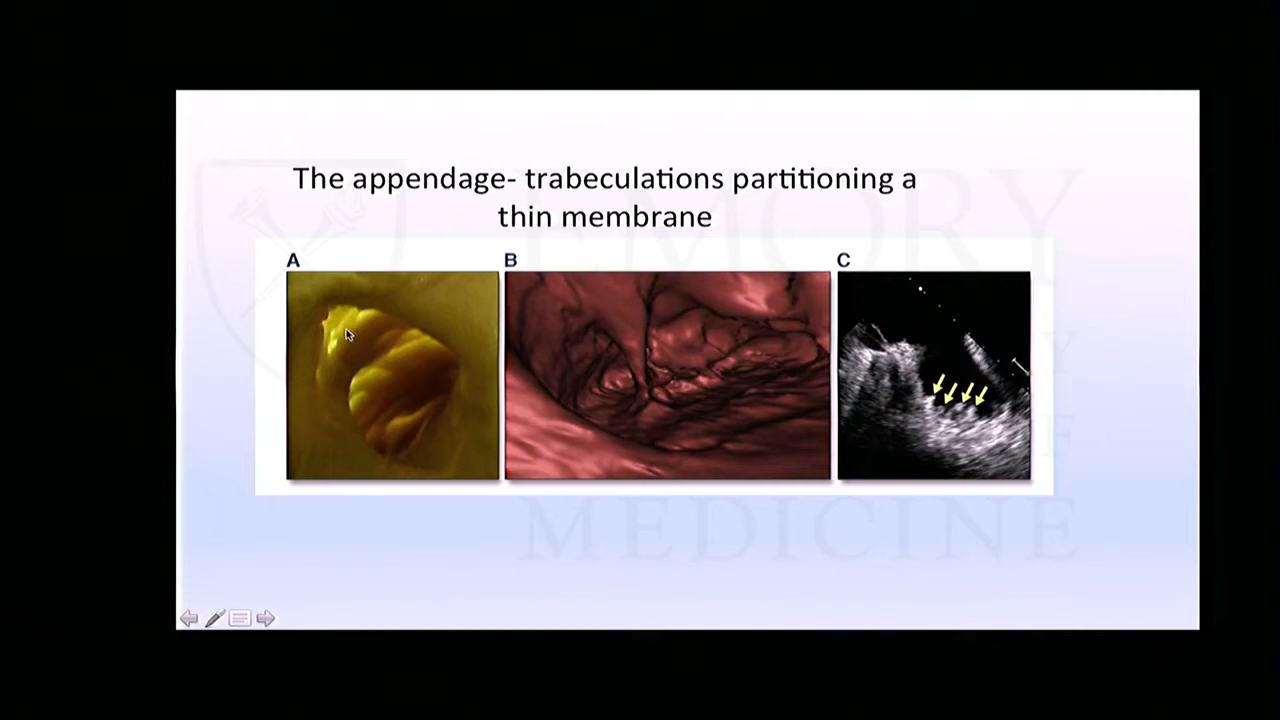 The appendage- trabeculations partitioning a
thin membrane
A B C
EMORY
MEDICINE